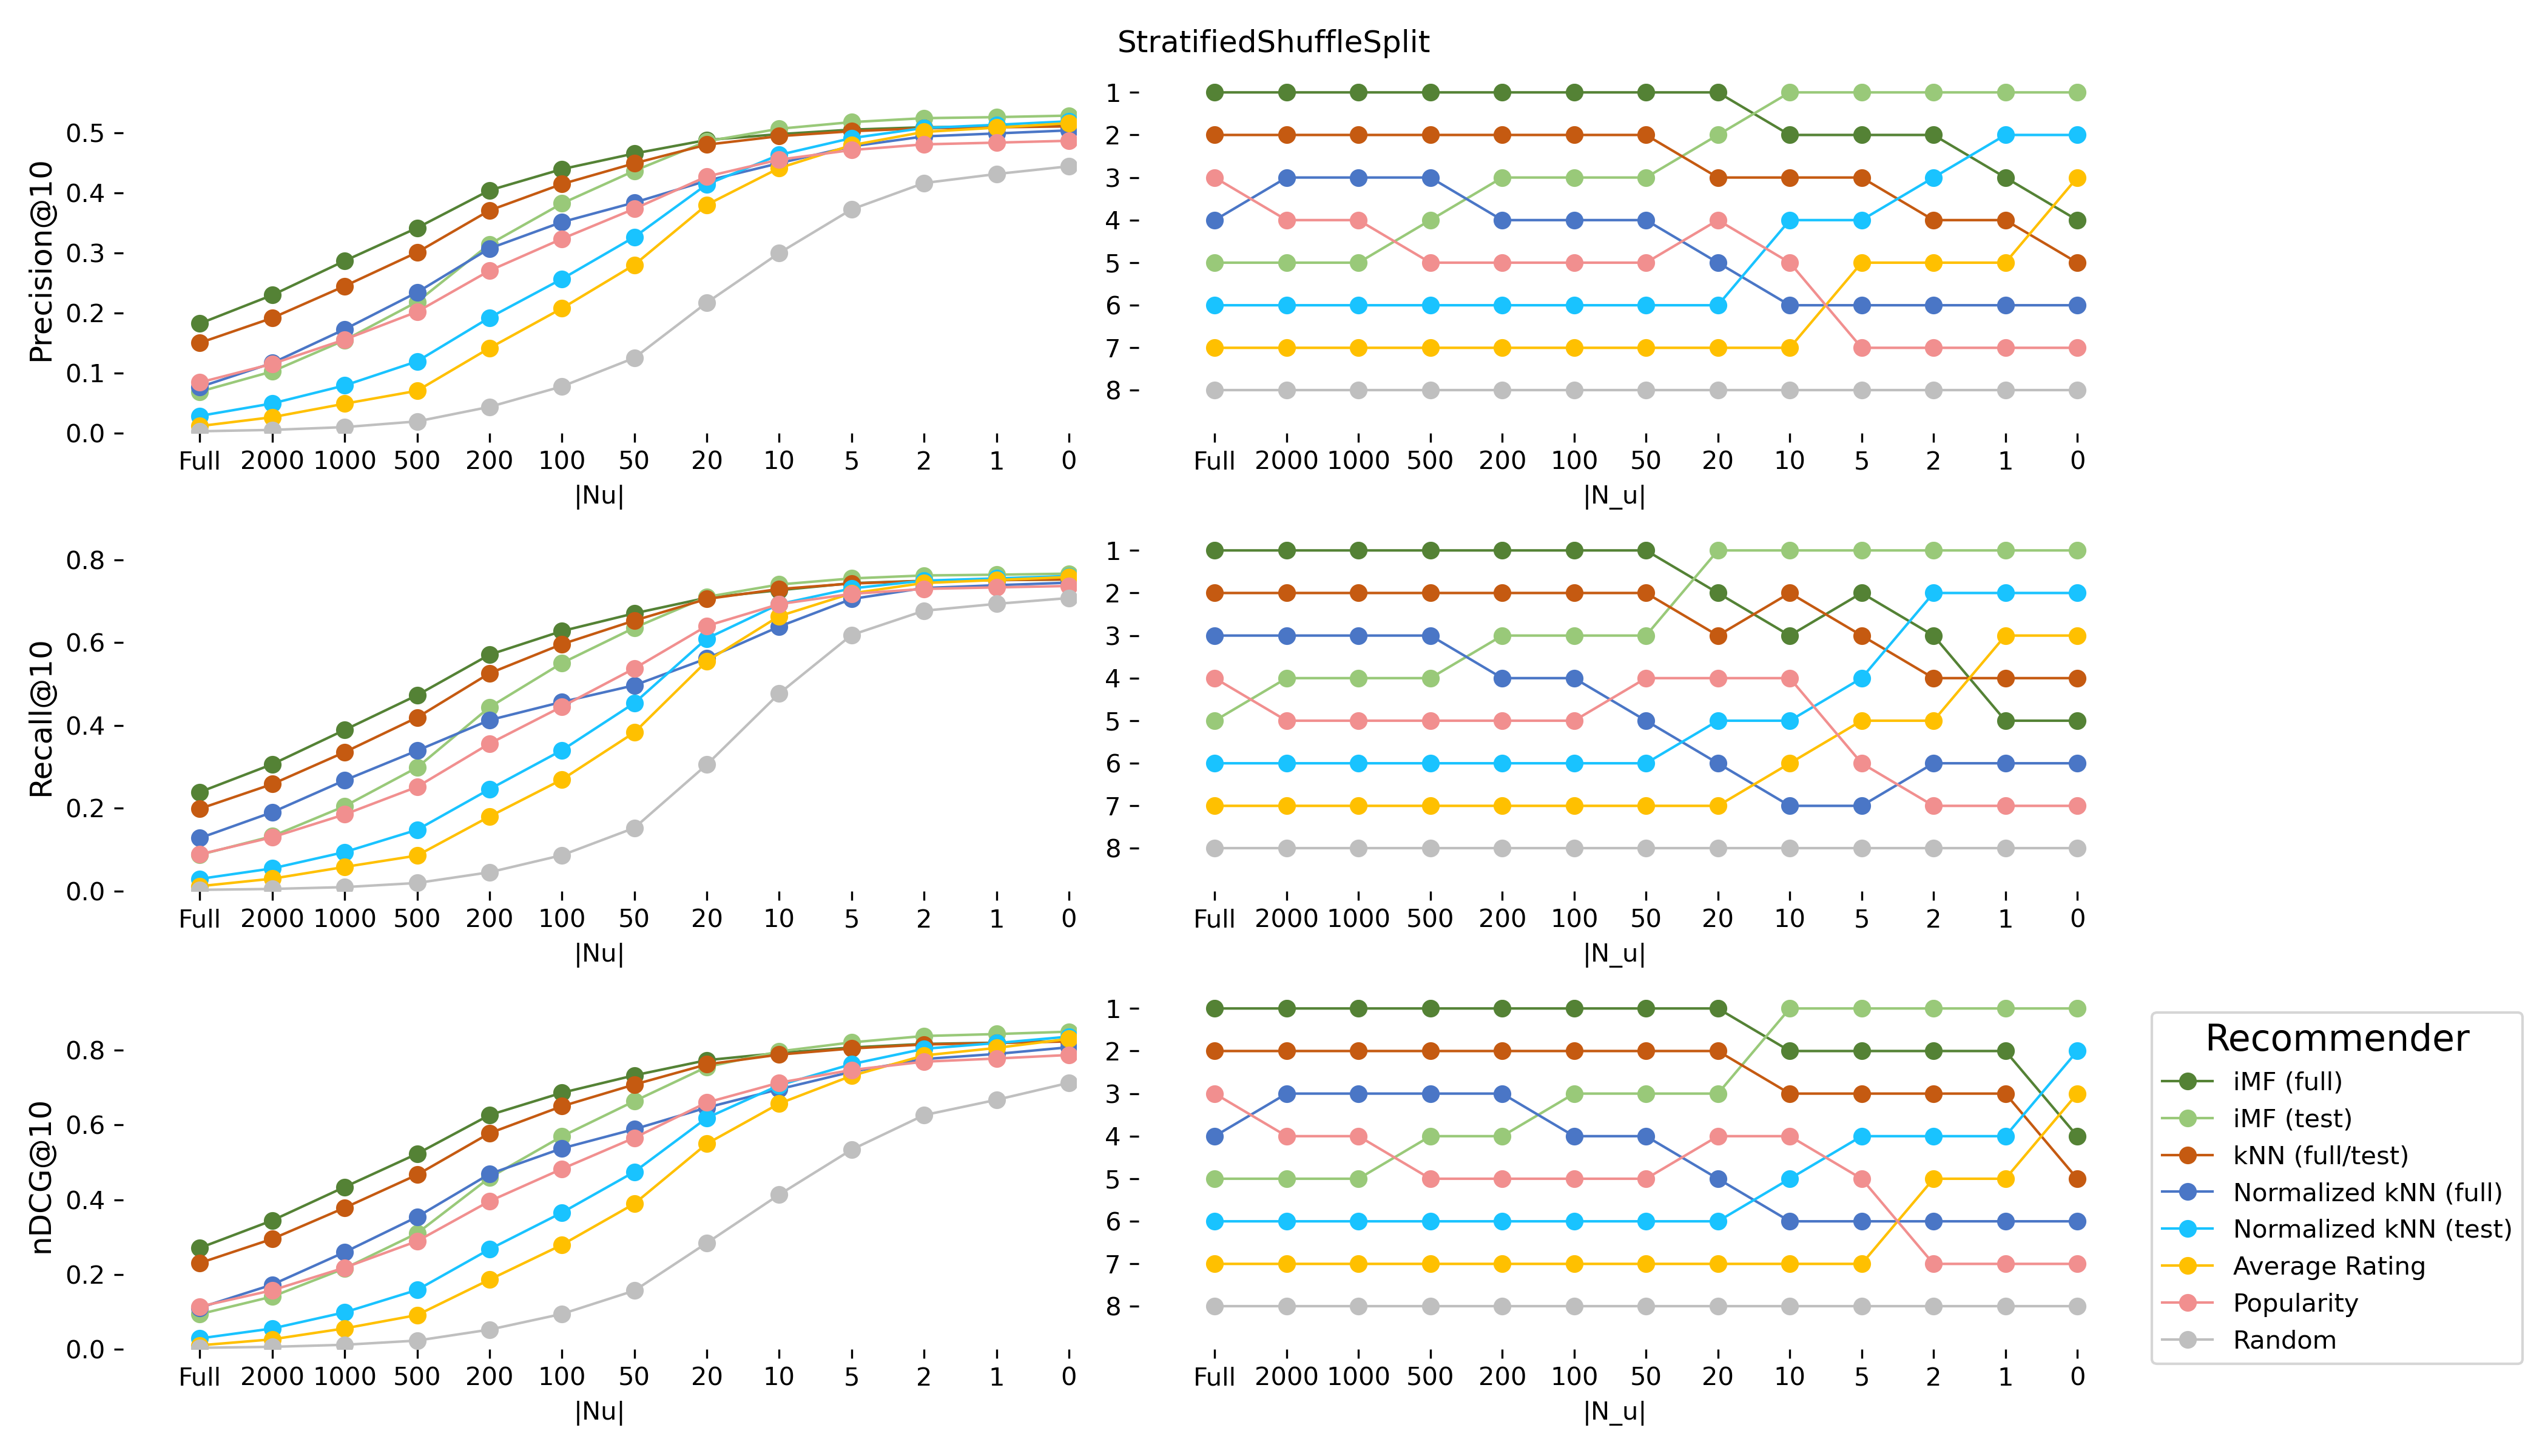 StratifiedShuffleSplit
Precision@10
0.5
0.4
0.3
0.2
0.1
0.0
Full 2000 1000 500 200 100 50 20 10 5 2 1 0
|Nu|
1
2
3
4
5
6
7
8
Full 2000 1000 500 200 100 50 20 10 5 2 1 0
|N_u|
Recall@10
0.8
0.6
0.4
0.2
0.0
Full 2000 1000 500 200 100 50 20 10 5 2 1 0
|Nu|
1
2
3
4
5
6
7
8
Full 2000 1000 500 200 100 50 20 10 5 2 1 0
|N_u|
nDCG@10
0.8
0.6
0.4
0.2
0.0
Full 2000 1000 500 200 100 50 20 10 5 2 1 0
|Nu|
1
2
3
4
5
6
7
8
Full 2000 1000 500 200 100 50 20 10 5 2 1 0
|N_u|
Recommender
iMF (full)
iMF (test)
kNN (full/test)
Normalized kNN (full)
Normalized kNN (test)
Average Rating
Popularity
Random